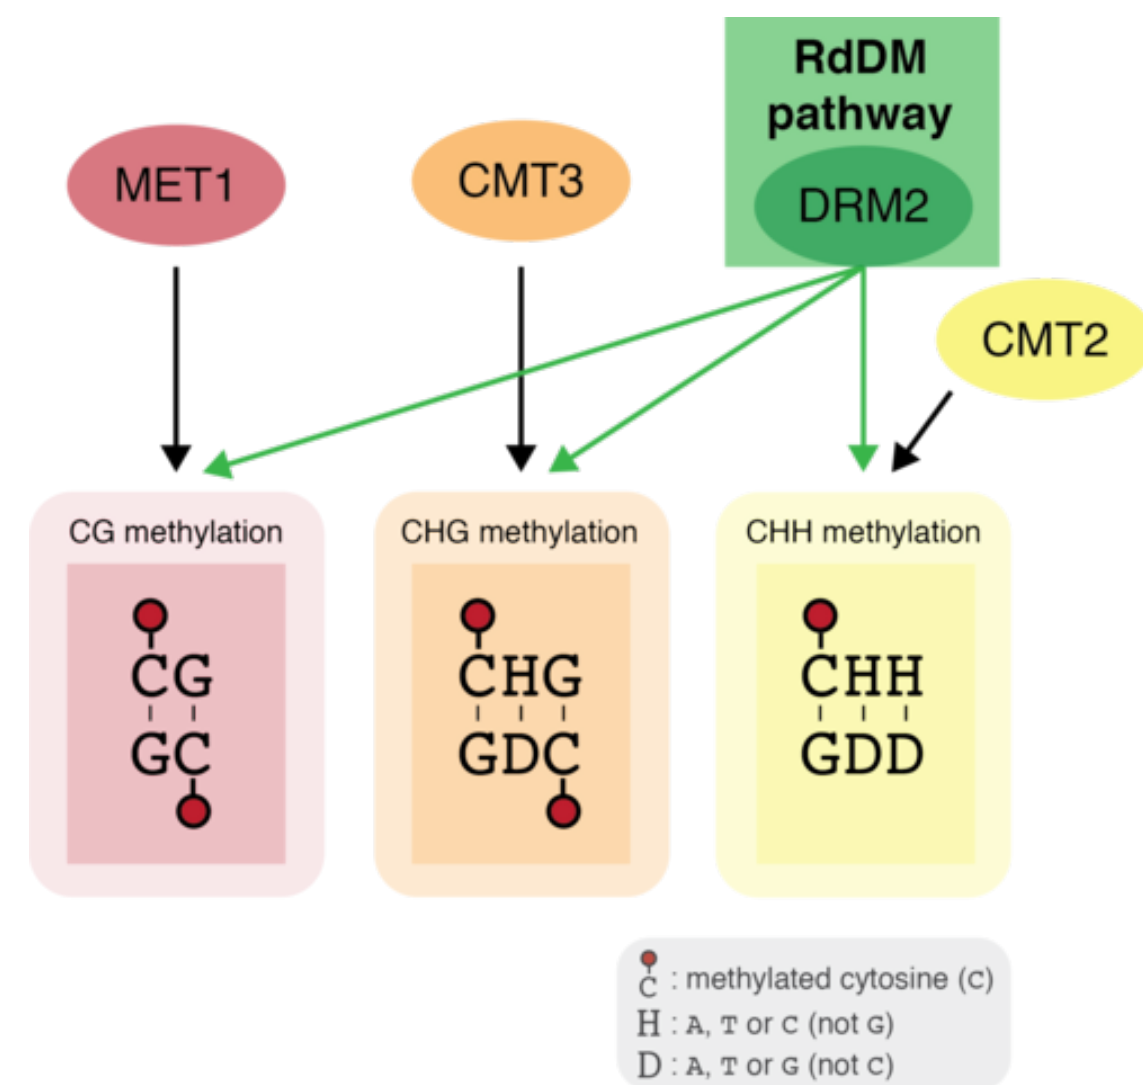 RdDM
pathway
MET1
CMT3
DRM2
CMT2
CG methylation
CHG methylation
CHH methylation
CG
GC
CHG
GDC
CHH
GDD
C : methylated cytosine (C)
H : A, T or C (not G)
D : A, T or G (not C)